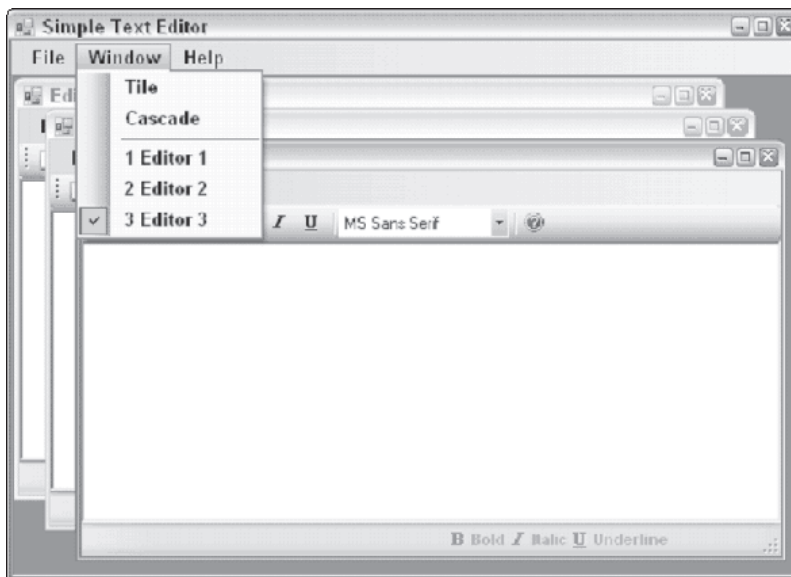 Simple Text Editor
File Window Help
Edi
Tile
Cascade
1 Editor 1
2 Editor 2
3 Editor 3
I U MS Sans Serif
B Bold I Italic U Underline